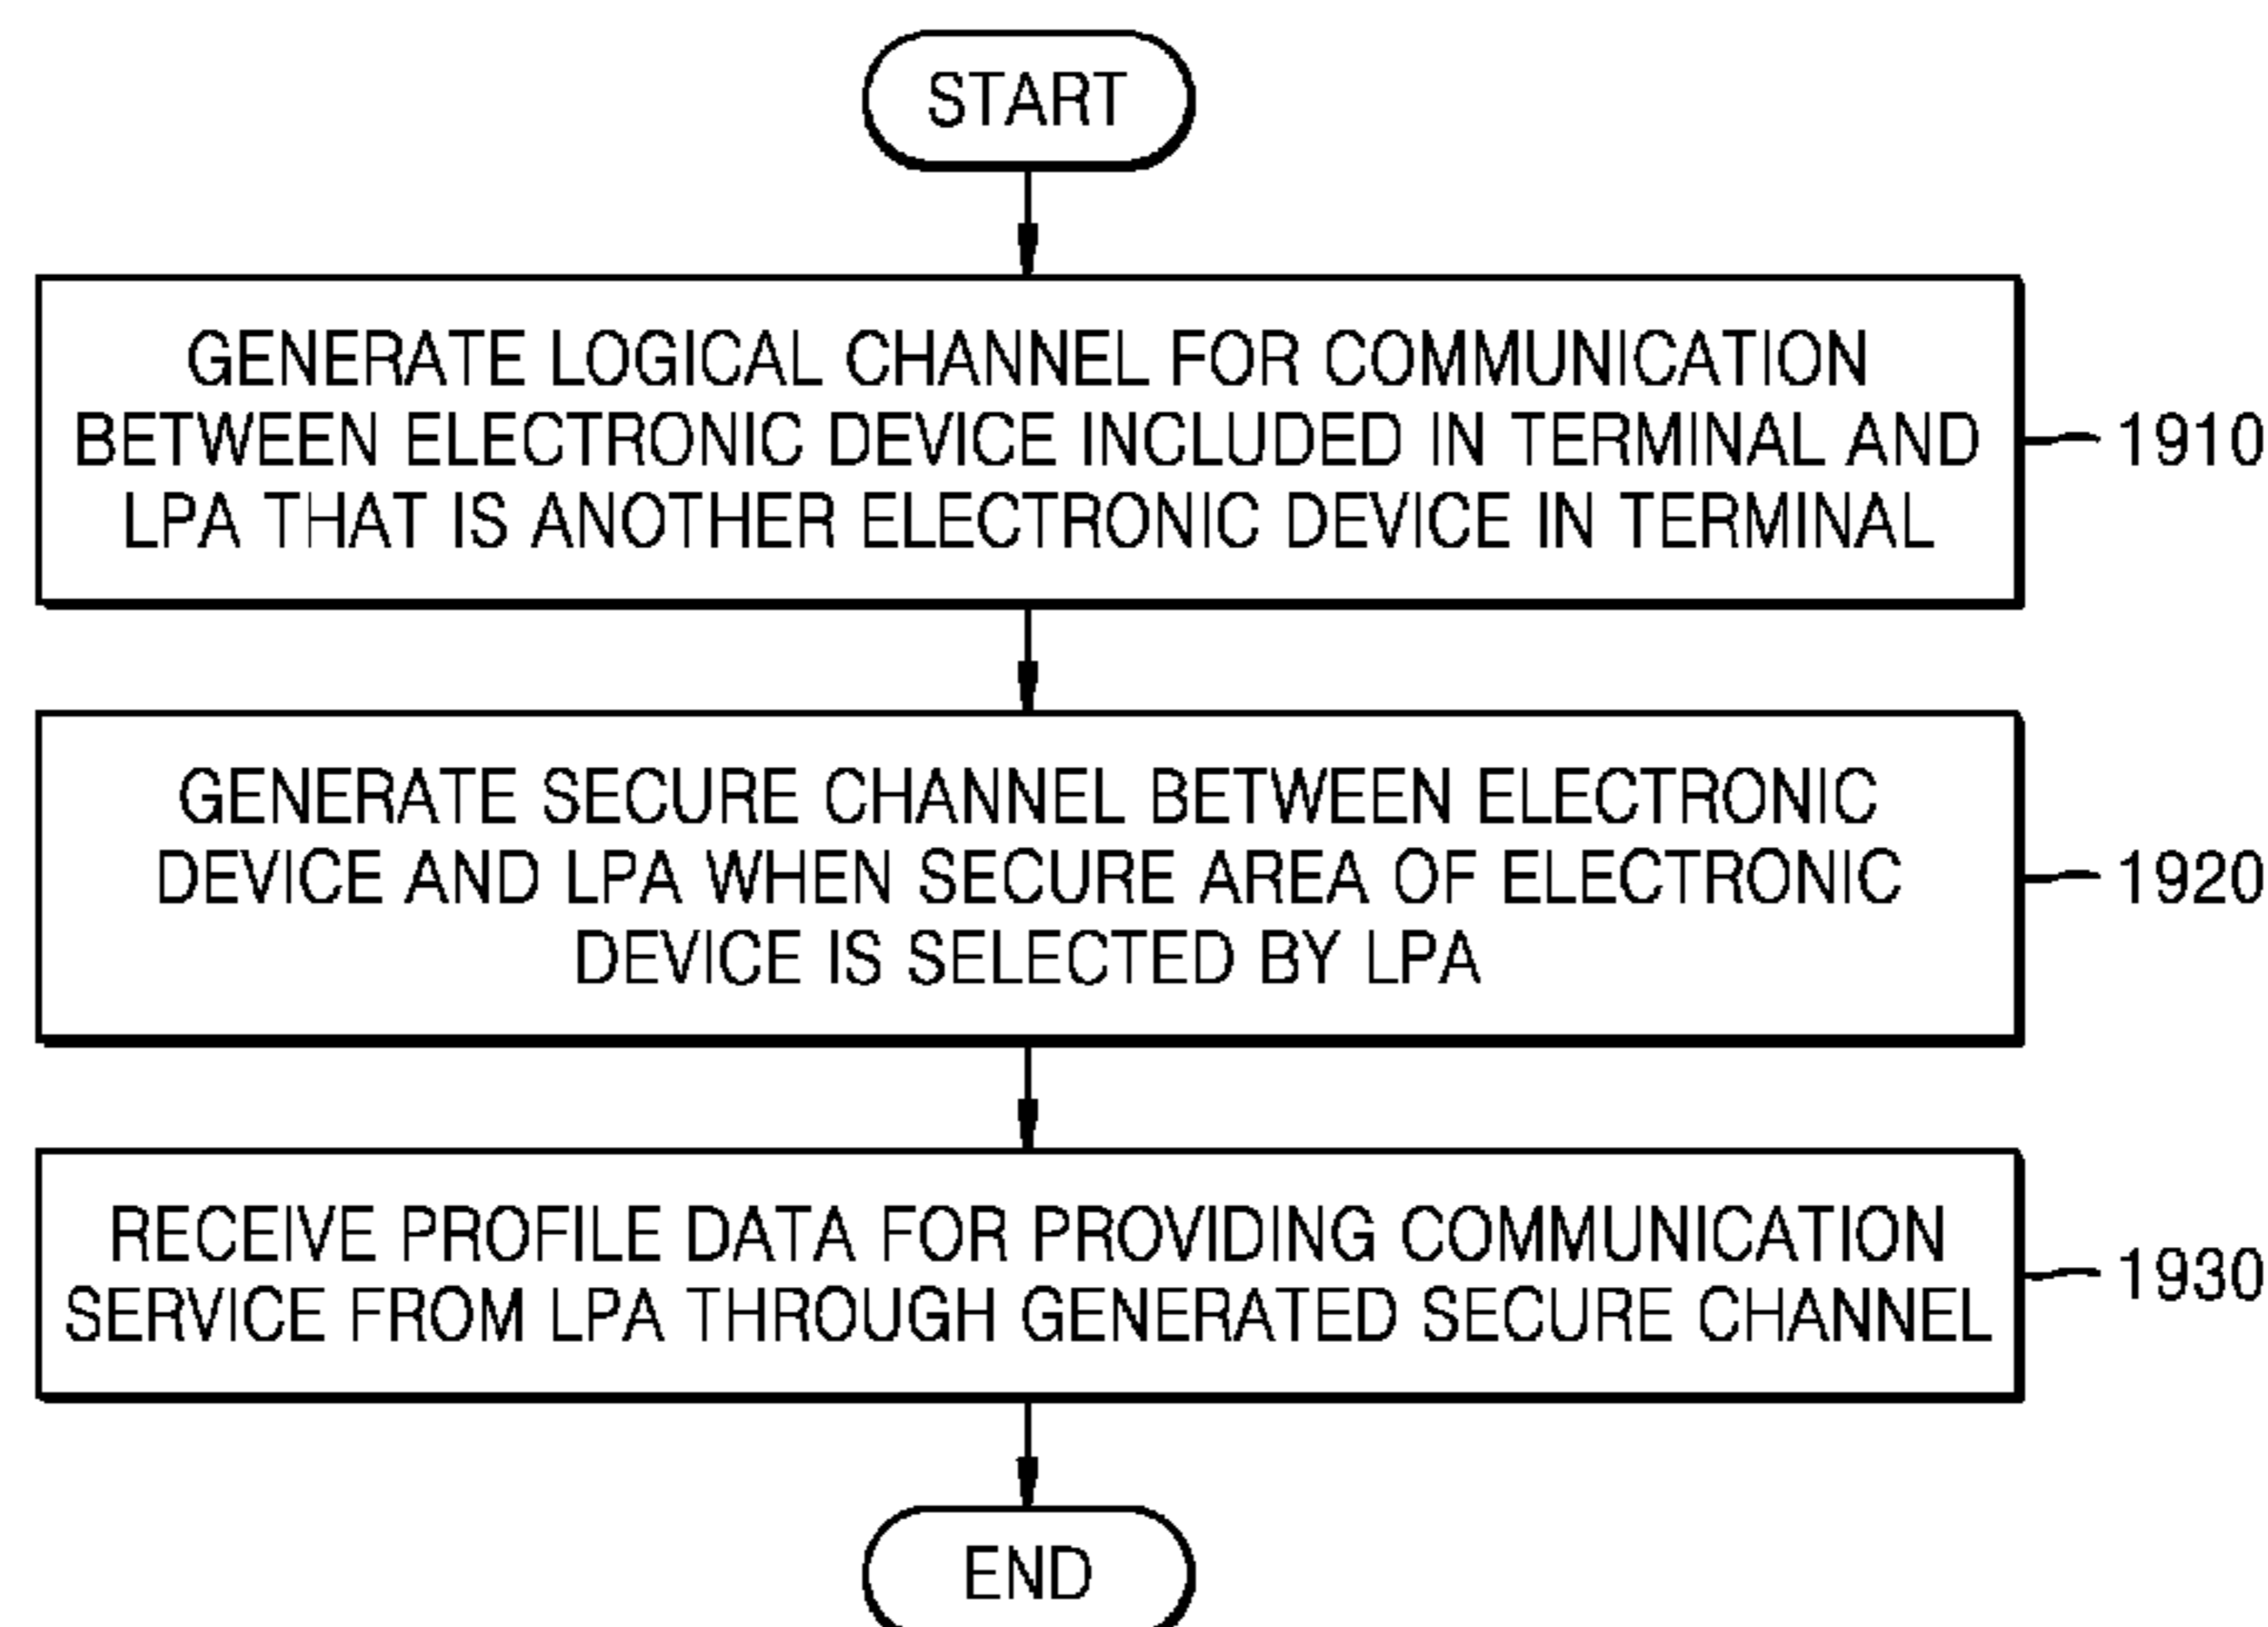 START
GENERATE LOGICAL CHANNEL FOR COMMUNICATION
BETWEEN ELECTRONIC DEVICE INCLUDED IN TERMINAL AND
LPA THAT IS ANOTHER ELECTRONIC DEVICE IN TERMINAL
1910
GENERATE SECURE CHANNEL BETWEEN ELECTRONIC
DEVICE AND LPA WHEN SECURE AREA OF ELECTRONIC
DEVICE IS SELECTED BY LPA
1920
RECEIVE PROFILE DATA FOR PROVIDING COMMUNICATION
SERVICE FROM LPA THROUGH GENERATED SECURE CHANNEL
1930
END